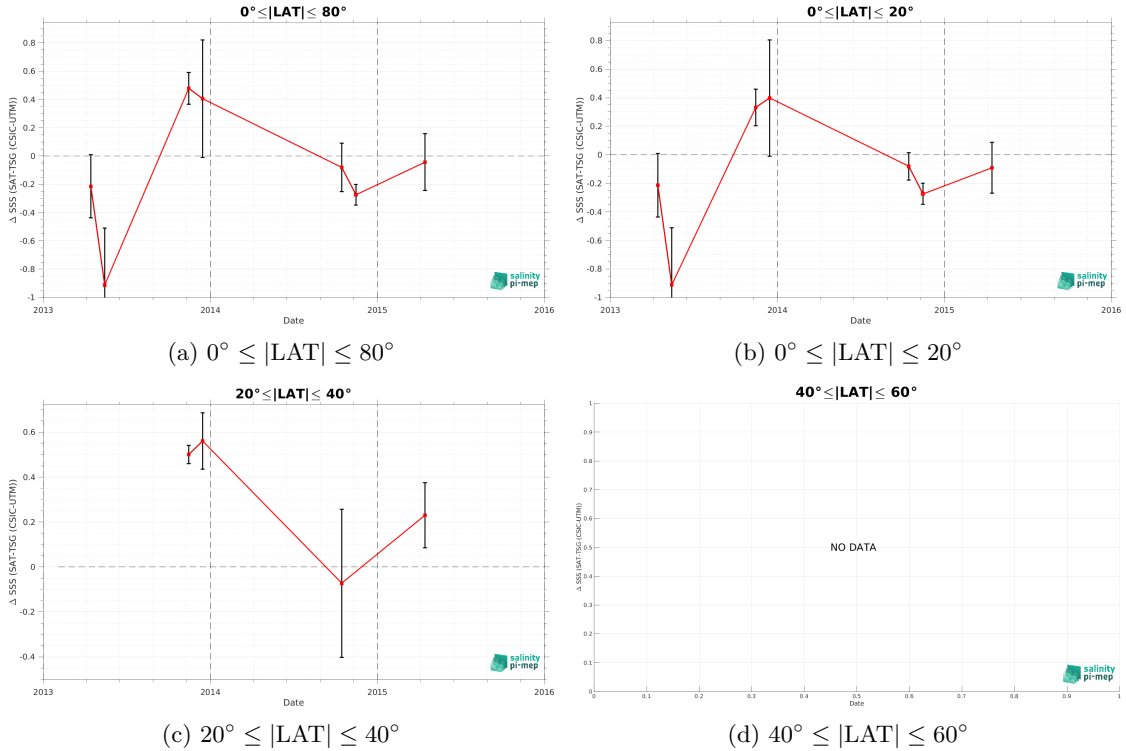 0°≤|LAT|≤ 80°
Δ SSS (SAT-TSG (CSIC-UTM))
0.8
0.6
0.4
0.2
0
-0.2
-0.4
-0.6
-0.8
-1
2013
2014
2015
2016
Date
salinity
pi-mep
(a) 0° ≤ |LAT| ≤ 80°
0°≤|LAT|≤ 20°
Δ SSS (SAT-TSG (CSIC-UTM))
0.8
0.6
0.4
0.2
0
-0.2
-0.4
-0.6
-0.8
-1
2013
2014
2015
2016
Date
salinity
pi-mep
(b) 0° ≤ |LAT| ≤ 20°
20°≤|LAT|≤ 40°
Δ SSS (SAT-TSG (CSIC-UTM))
0.6
0.4
0.2
0
-0.2
-0.4
2013
2014
2015
2016
Date
salinity
pi-mep
(c) 20° ≤ |LAT| ≤ 40°
40°≤|LAT|≤ 60°
Δ SSS (SAT-TSG (CSIC-UTM))
1
0.9
0.8
0.7
0.6
0.5
0.4
0.3
0.2
0.1
0
NO DATA
0
0.1
0.2
0.3
0.4
0.5
0.6
0.7
0.8
0.9
1
Date
salinity
pi-mep
(d) 40° ≤ |LAT| ≤ 60°